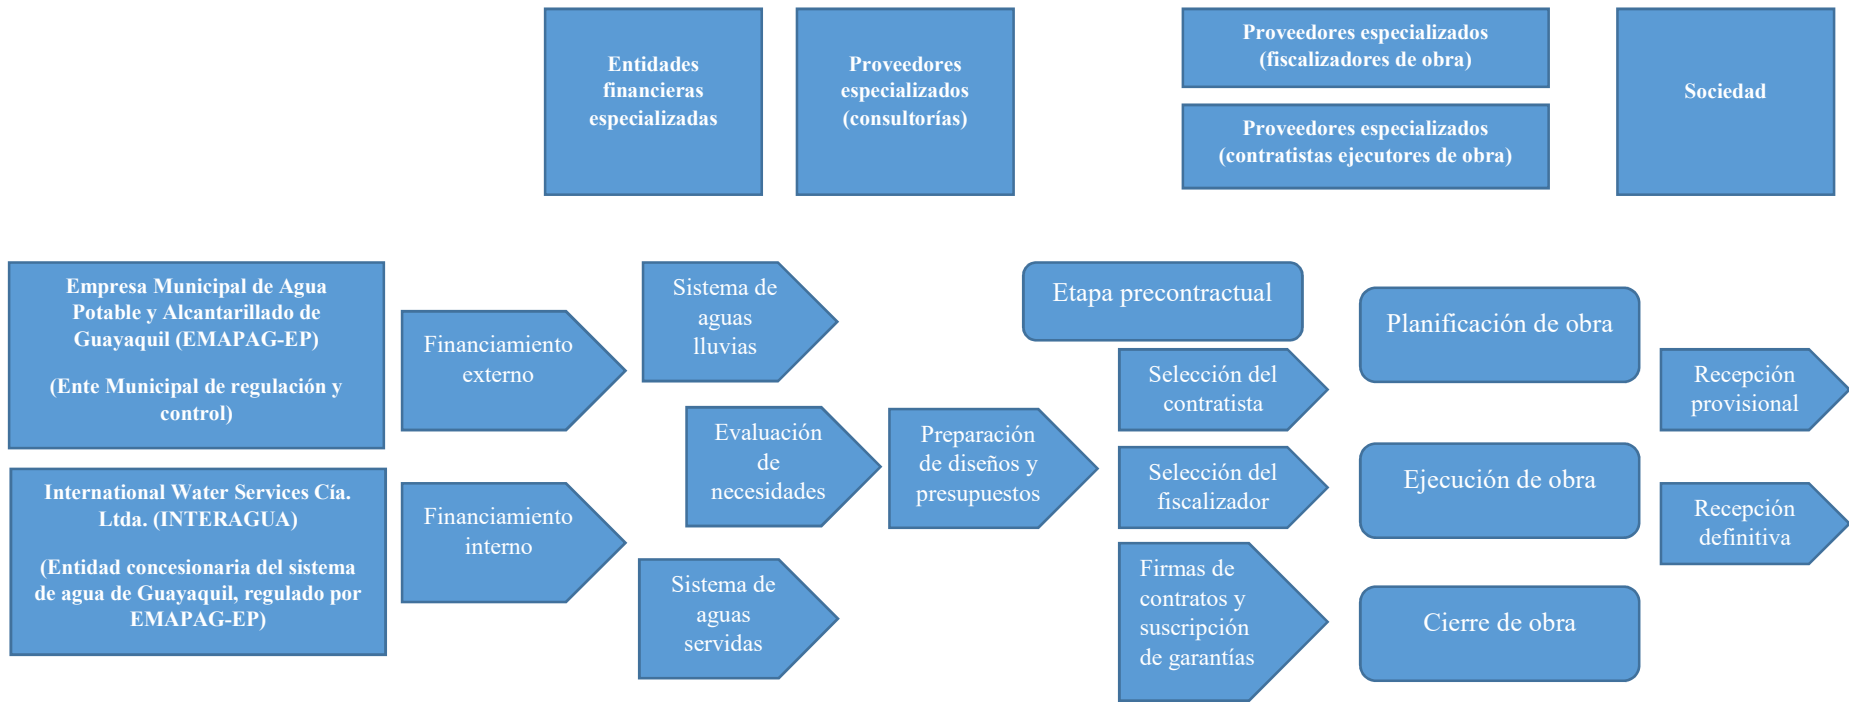 Entidades
financieras
especializadas
Proveedores
especializados
(consultorías)
Proveedores especializados
(fiscalizadores de obra)
Proveedores especializados
(contratistas ejecutores de obra)
Sociedad
Empresa Municipal de Agua
Potable y Alcantarillado de
Guayaquil (EMAPAG-EP)
(Ente Municipal de regulación y
control)
International Water Services Cía.
Ltda. (INTERAGUA)
(Entidad concesionaria del sistema
de agua de Guayaquil, regulado por
EMAPAG-EP)
Financiamiento
externo
Financiamiento
interno
Sistema de
aguas
lluvias
Evaluación
de
necesidades
Sistema de
aguas
servidas
Preparación
de diseños y
presupuestos
Etapa precontractual
Selección del
contratista
Selección del
fiscalizador
Firmas de
contratos y
suscripción
de garantías
Planificación de obra
Ejecución de obra
Cierre de obra
Recepción
provisional
Recepción
definitiva